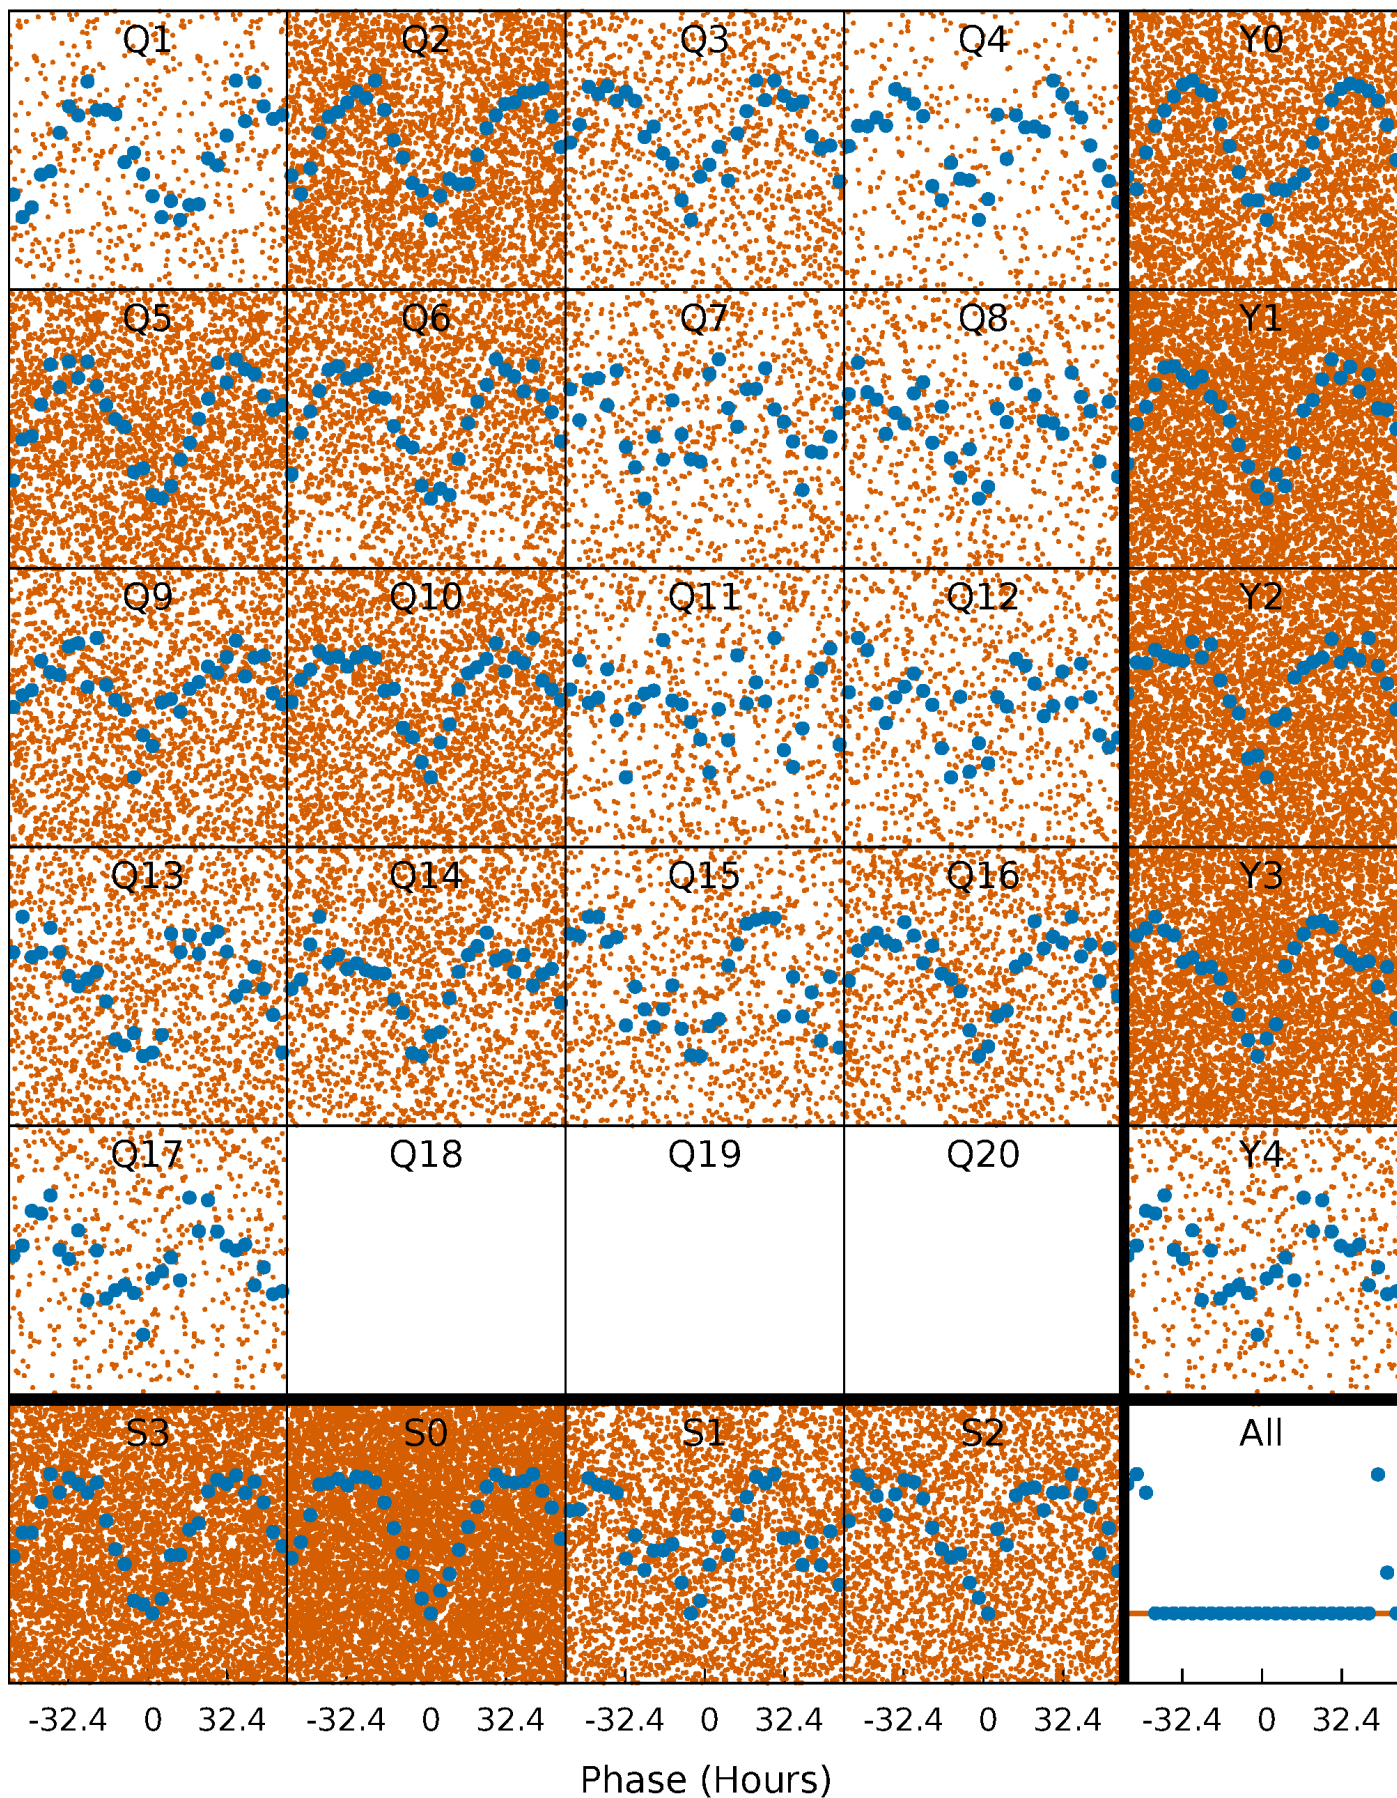 Q1 Q2 Q3 Q4 Y0
Q5 Q6 Q7 Q8 Y1
Q9 Q10 Q11 Q12 Y2
Q13 Q14 Q15 Q16 Y3
Q17 Q18 Q19 Q20 Y4
S3 S0 S1 S2 All
-32.4 0 32.4 -32.4 0 32.4 -32.4 0 32.4 -32.4 0 32.4 -32.4 0 32.4
Phase (Hours)